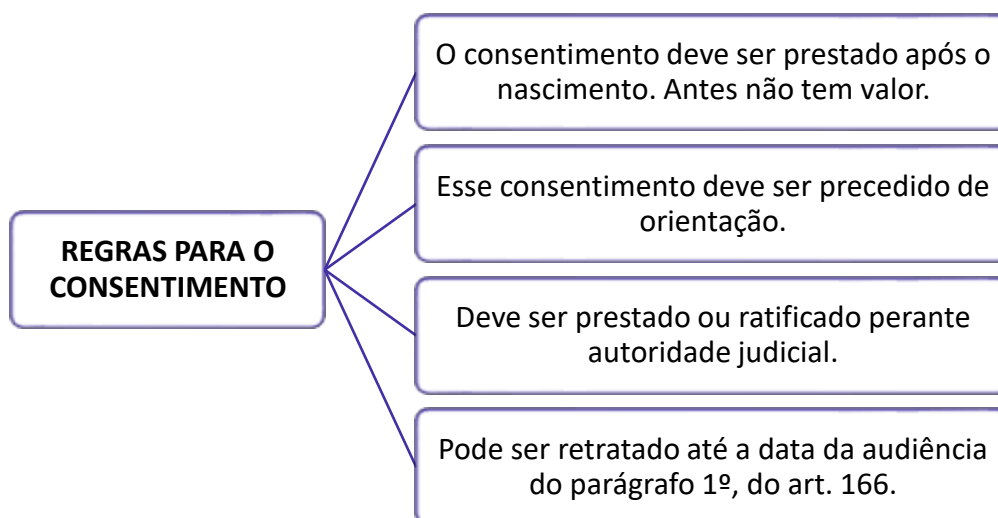 REGRAS PARA O
CONSENTIMENTO
O consentimento deve ser prestado após o
nascimento. Antes não tem valor.
Esse consentimento deve ser precedido de
orientação.
Deve ser prestado ou ratificado perante
autoridade judicial.
Pode ser retratado até a data da audiência
do parágrafo 1º, do art. 166.